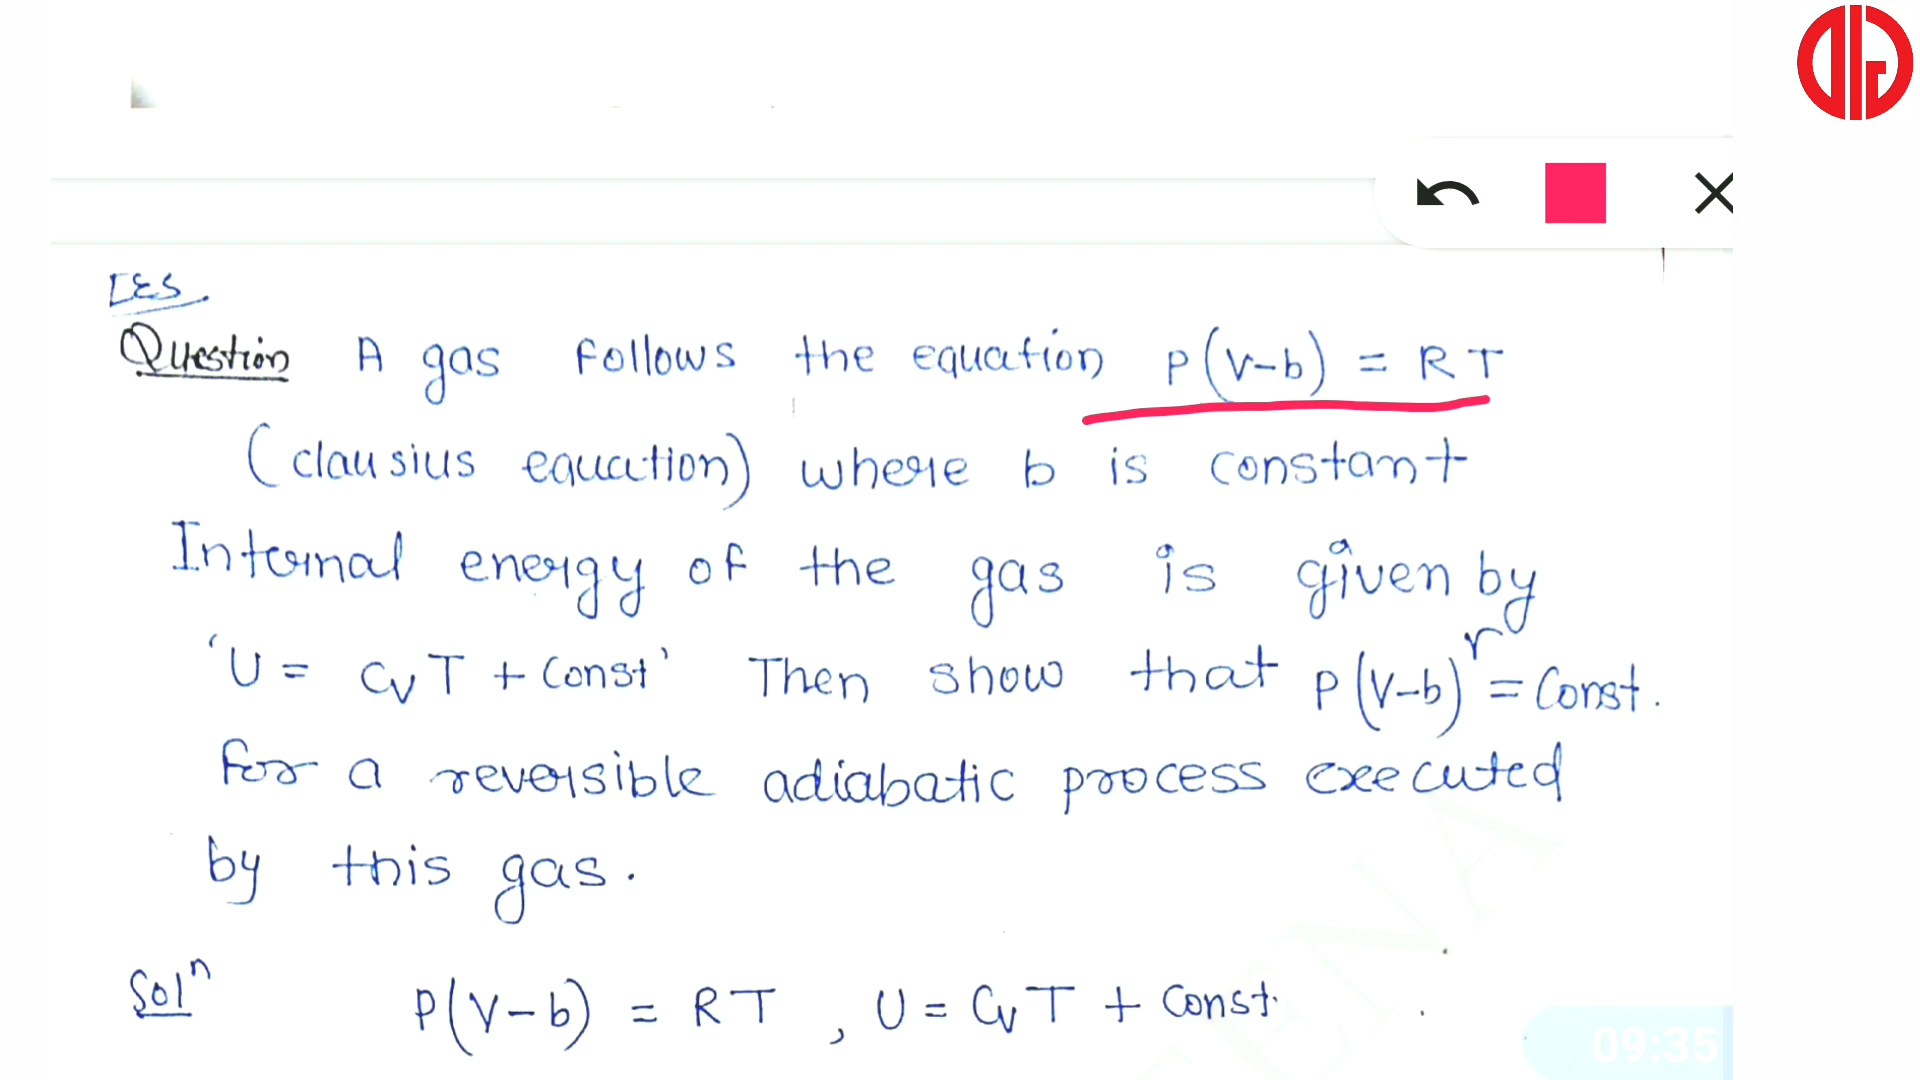 IES.
Question A gas follows the equation P(V-b) = RT
(clausius equation) where b is constant
Internal energy of the gas is given by
'U = CvT + Const' Then show that P(V-b)^r = Const.
for a reversible adiabatic process executed
by this gas.
Solⁿ P(V-b) = RT , U = CvT + Const.
09:35